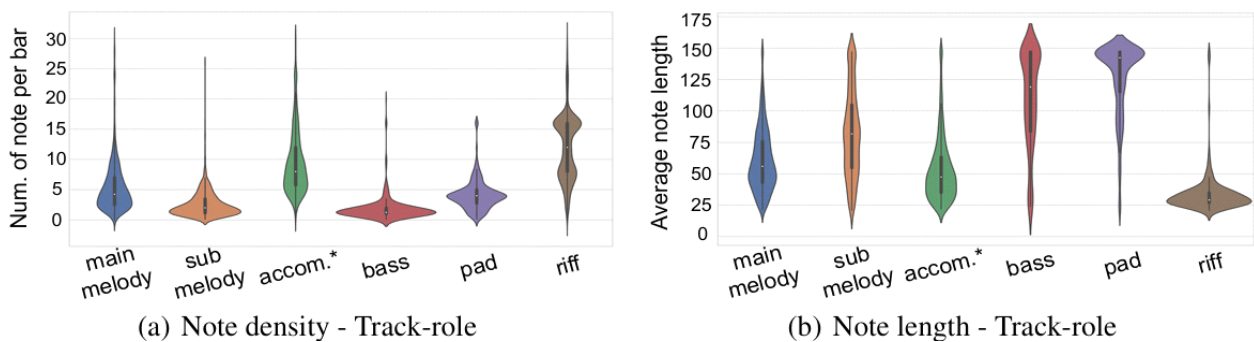 Num. of note per bar
30
25
20
15
10
5
0
main melody
sub melody
accom.*
bass
pad
riff
(a) Note density - Track-role
Average note length
175
150
125
100
75
50
25
0
main melody
sub melody
accom.*
bass
pad
riff
(b) Note length - Track-role